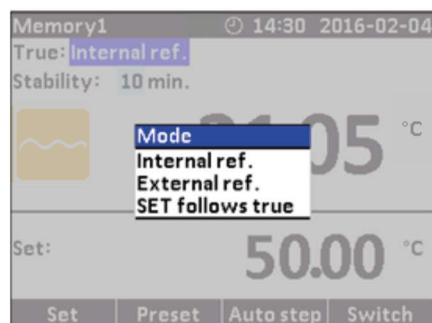 Memory1 14:30 2016-02-04
True: Internal ref.
Stability: 10 min.
Mode
Internal ref.
External ref.
SET follows true
.05 °C
Set: 50.00 °C
Set Preset Auto step Switch